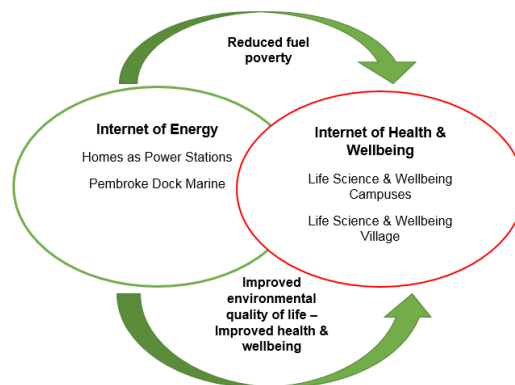 Reduced fuel
poverty
Internet of Energy
Homes as Power Stations
Pembroke Dock Marine
Internet of Health &
Wellbeing
Life Science & Wellbeing
Campuses
Life Science & Wellbeing
Village
Improved
environmental
quality of life –
Improved health &
wellbeing